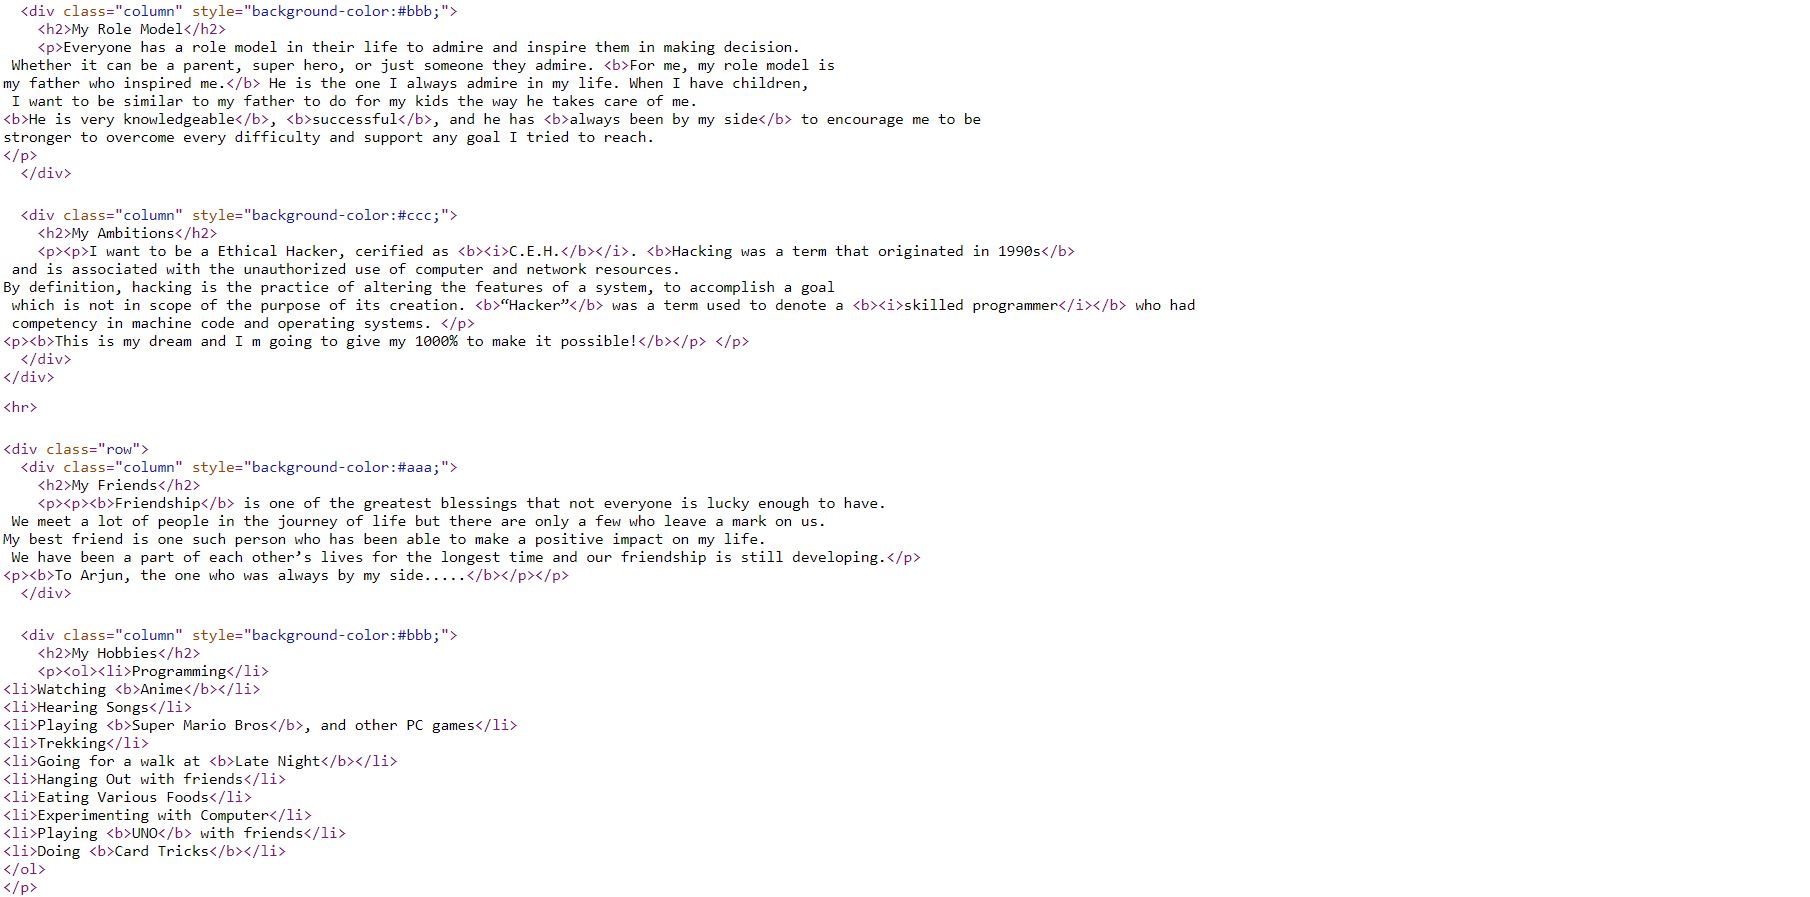 <div class="column" style="background-color:#bbb;">
<h2>My Role Model</h2>
<p>Everyone has a role model in their life to admire and inspire them in making decision.
Whether it can be a parent, super hero, or just someone they admire. <b>For me, my role model is
my father who inspired me.</b> He is the one I always admire in my life. When I have children,
I want to be similar to my father to do for my kids the way he takes care of me.
<b>He is very knowledgeable</b>, <b>successful</b>, and he has <b>always been by my side</b> to encourage me to be
stronger to overcome every difficulty and support any goal I tried to reach.
</p>
</div>
<div class="column" style="background-color:#ccc;">
<h2>My Ambitions</h2>
<p><p>I want to be a Ethical Hacker, cerified as <b><i>C.E.H.</b></i>. <b>Hacking was a term that originated in 1990s</b>
and is associated with the unauthorized use of computer and network resources.
By definition, hacking is the practice of altering the features of a system, to accomplish a goal
which is not in scope of the purpose of its creation. <b>“Hacker”</b> was a term used to denote a <b><i>skilled programmer</i></b> who had
competency in machine code and operating systems. </p>
<p><b>This is my dream and I m going to give my 1000% to make it possible!</b></p> </p>
</div>
</div>
<hr>
<div class="row">
<div class="column" style="background-color:#aaa;">
<h2>My Friends</h2>
<p><p><b>Friendship</b> is one of the greatest blessings that not everyone is lucky enough to have.
We meet a lot of people in the journey of life but there are only a few who leave a mark on us.
My best friend is one such person who has been able to make a positive impact on my life.
We have been a part of each other’s lives for the longest time and our friendship is still developing.</p>
<p><b>To Arjun, the one who was always by my side.....</b></p></p>
</div>
<div class="column" style="background-color:#bbb;">
<h2>My Hobbies</h2>
<p><ol><li>Programming</li>
<li>Watching <b>Anime</b></li>
<li>Hearing Songs</li>
<li>Playing <b>Super Mario Bros</b>, and other PC games</li>
<li>Trekking</li>
<li>Going for a walk at <b>Late Night</b></li>
<li>Hanging Out with friends</li>
<li>Eating Various Foods</li>
<li>Experimenting with Computer</li>
<li>Playing <b>UNO</b> with friends</li>
<li>Doing <b>Card Tricks</b></li>
</ol>
</p>